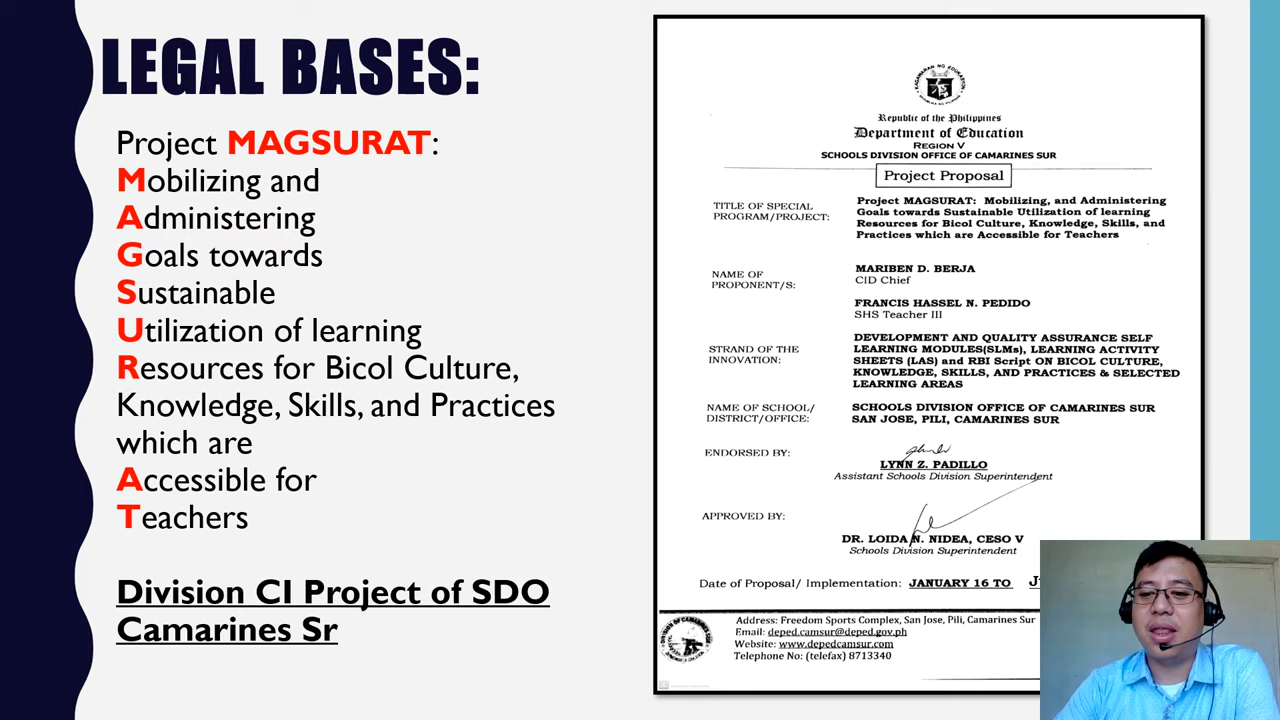 LEGAL BASES:
Project MAGSURAT:
Mobilizing and
Administering
Goals towards
Sustainable
Utilization of learning
Resources for Bicol Culture,
Knowledge, Skills, and Practices
which are
Accessible for
Teachers
Division CI Project of SDO
Camarines Sr
Republic of the Philippines
Department of Education
REGION V
SCHOOLS DIVISION OFFICE OF CAMARINES SUR
Project Proposal
TITLE OF SPECIAL
PROGRAM/PROJECT:
Project MAGSURAT: Mobilizing, and Administering
Goals towards Sustainable Utilization of learning
Resources for Bicol Culture, Knowledge, Skills, and
Practices which are Accessible for Teachers
NAME OF
PROPONENT/S:
MARIBEN D. BERJA
CID Chief
FRANCIS HASSEL N. PEDIDO
SHS Teacher III
STRAND OF THE
INNOVATION:
DEVELOPMENT AND QUALITY ASSURANCE SELF
LEARNING MODULES(SLMs), LEARNING ACTIVITY
SHEETS (LAS) and RBI Script ON BICOL CULTURE,
KNOWLEDGE, SKILLS, AND PRACTICES & SELECTED
LEARNING AREAS
NAME OF SCHOOL/
DISTRICT/OFFICE:
SCHOOLS DIVISION OFFICE OF CAMARINES SUR
SAN JOSE, PILI, CAMARINES SUR
ENDORSED BY:
LYNN Z. PADILLO
Assistant Schools Division Superintendent
APPROVED BY:
DR. LOIDA N. NIDEA, CESO V
Schools Division Superintendent
Date of Proposal/ Implementation: JANUARY 16 TO
Address: Freedom Sports Complex, San Jose, Pili, Camarines Sur
Email: deped.camsur@deped.gov.ph
Website: www.depedcamsur.com
Telephone No: (telefax) 8713340